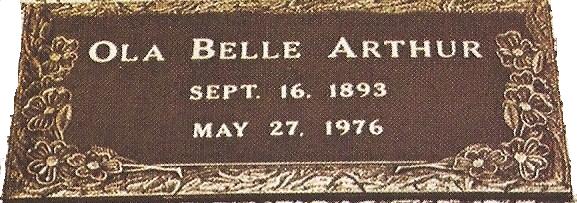 OLA BELLE ARTHUR
SEPT. 16. 1893
MAY 27. 1976